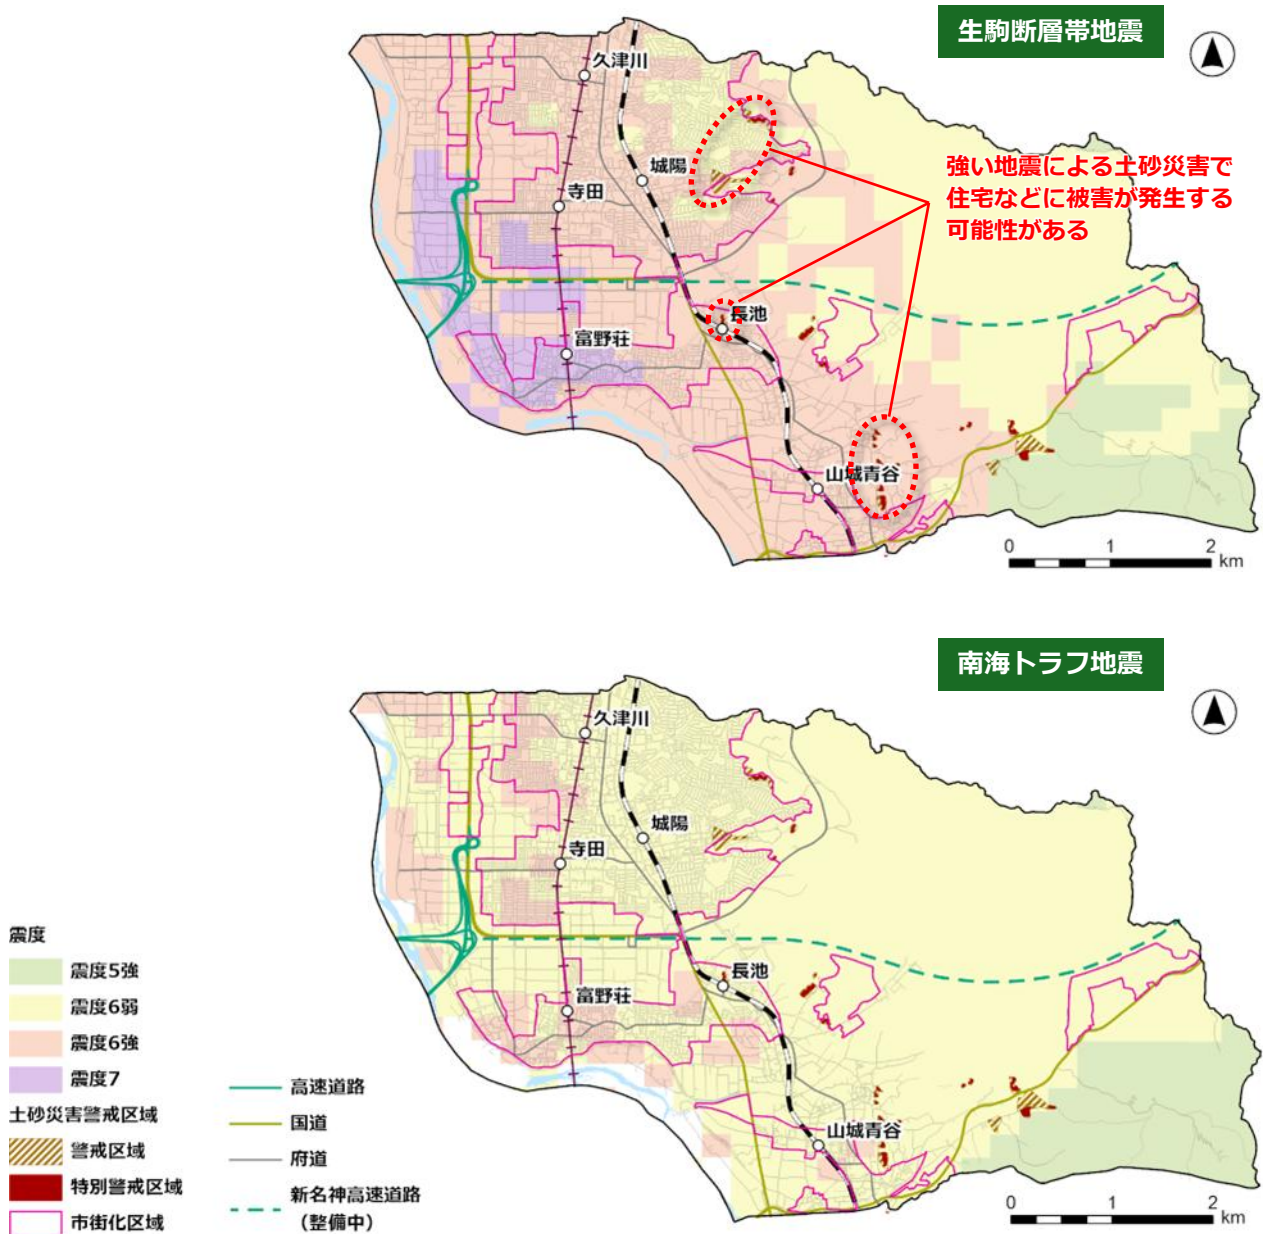 生駒断層帯地震
久津川
城陽
寺田
強い地震による土砂災害で
住宅などに被害が発生する
可能性がある
長池
富野荘
山城青谷
0 1 2
km
南海トラフ地震
久津川
城陽
寺田
長池
富野荘
山城青谷
0 1 2
km
震度
震度5強
震度6弱
震度6強
震度7
土砂災害警戒区域
警戒区域
特別警戒区域
市街化区域
高速道路
国道
府道
新名神高速道路
（整備中）